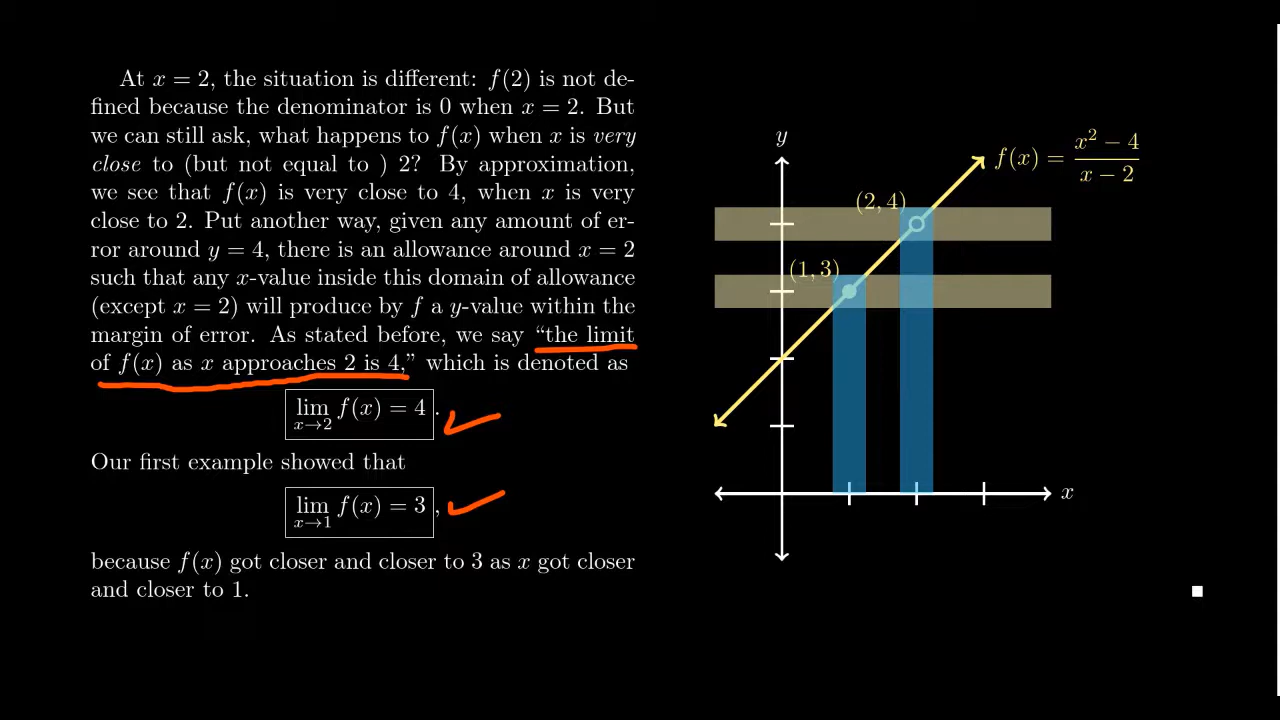 At x = 2, the situation is different: f(2) is not de-
fined because the denominator is 0 when x = 2. But
we can still ask, what happens to f(x) when x is very
close to (but not equal to ) 2? By approximation,
we see that f(x) is very close to 4, when x is very
close to 2. Put another way, given any amount of er-
ror around y = 4, there is an allowance around x = 2
such that any x-value inside this domain of allowance
(except x = 2) will produce by f a y-value within the
margin of error. As stated before, we say “the limit
of f(x) as x approaches 2 is 4,” which is denoted as
lim f(x) = 4.
x→2
Our first example showed that
lim f(x) = 3,
x→1
because f(x) got closer and closer to 3 as x got closer
and closer to 1.
y
f(x) = x² − 4
x − 2
(2, 4)
(1, 3)
x